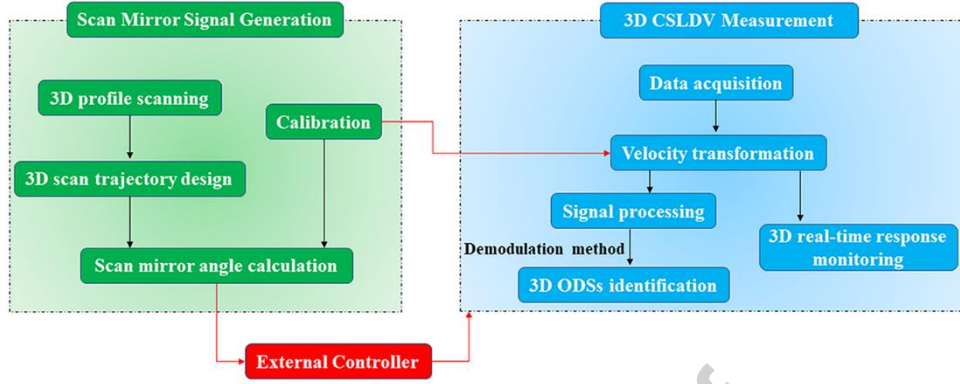 Scan Mirror Signal Generation
3D profile scanning
Calibration
3D scan trajectory design
Scan mirror angle calculation
External Controller
3D CSLDV Measurement
Data acquisition
Velocity transformation
Signal processing
Demodulation method
3D ODSs identification
3D real-time response
monitoring